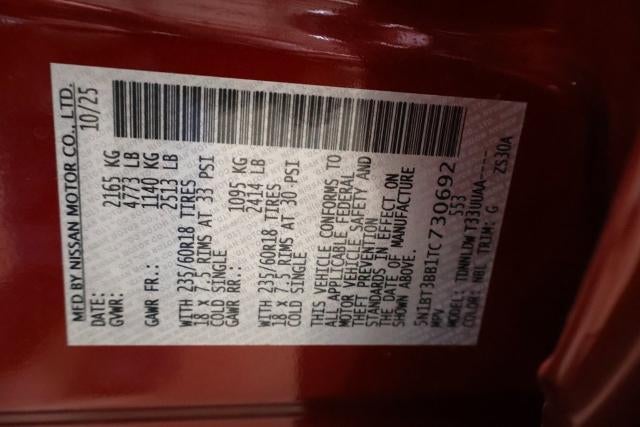 MFD BY NISSAN MOTOR CO., LTD.
DATE: 10/25
GVWR: 2165 KG
4773 LB
GAWR FR.: 1140 KG
2513 LB
WITH 235/60R18 TIRES
18 X 7.5 RIMS AT 33 PSI
COLD SINGLE
GAWR RR.: 1095 KG
2414 LB
WITH 235/60R18 TIRES
18 X 7.5 RIMS AT 30 PSI
COLD SINGLE
THIS VEHICLE CONFORMS TO
ALL APPLICABLE FEDERAL
MOTOR VEHICLE SAFETY AND
THEFT PREVENTION
STANDARDS IN EFFECT ON
THE DATE OF MANUFACTURE
SHOWN ABOVE.
5N1BT3BB1TC730692
MPV 553
MODEL: TDNNLDWT33UUAA-----
COLOR: NBL TRIM: G ZS30A